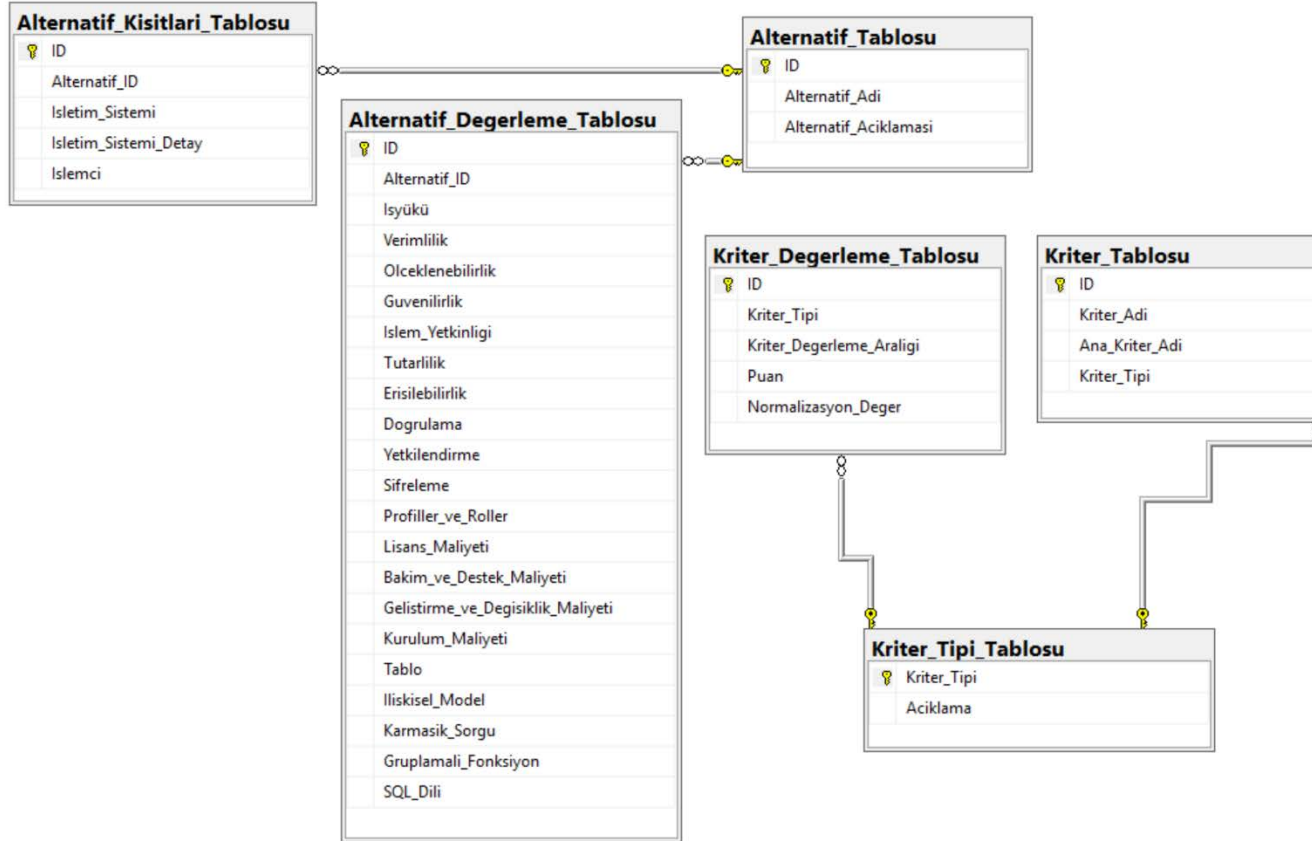 Alternatif_Kisitlari_Tablosu
ID
Alternatif_ID
Isletim_Sistemi
Isletim_Sistemi_Detay
Islemci
Alternatif_Tablosu
ID
Alternatif_Adi
Alternatif_Aciklamasi
Alternatif_Degerleme_Tablosu
ID
Alternatif_ID
Isyükü
Verimlilik
Olceklenebilirlik
Guvenilirlik
Islem_Yetkinligi
Tutarlilik
Erisilebilirlik
Dogrulama
Yetkilendirme
Sifreleme
Profiller_ve_Roller
Lisans_Maliyeti
Bakim_ve_Destek_Maliyeti
Gelistirme_ve_Degisiklik_Maliyeti
Kurulum_Maliyeti
Tablo
Iliskisel_Model
Karmasik_Sorgu
Gruplamali_Fonksiyon
SQL_Dili
Kriter_Degerleme_Tablosu
ID
Kriter_Tipi
Kriter_Degerleme_Araligi
Puan
Normalizasyon_Deger
Kriter_Tablosu
ID
Kriter_Adi
Ana_Kriter_Adi
Kriter_Tipi
Kriter_Tipi_Tablosu
Kriter_Tipi
Aciklama